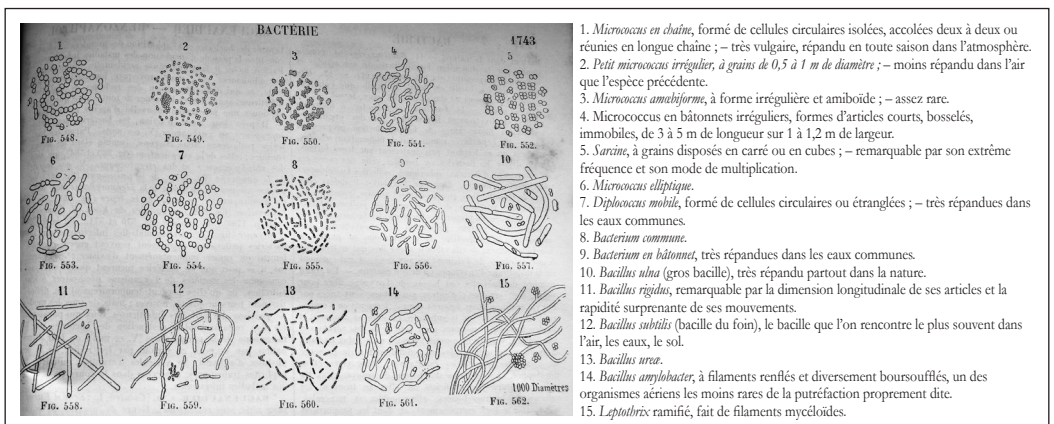 BACTÉRIE
1743
1
2
3
4
5
FIG. 548.
FIG. 549.
FIG. 550.
FIG. 551.
FIG. 552.
6
7
8
9
10
FIG. 553.
FIG. 554.
FIG. 555.
FIG. 556.
FIG. 557.
11
12
13
14
15
1000 Diamètres
FIG. 558.
FIG. 559.
FIG. 560.
FIG. 561.
FIG. 562.
1. Micrococcus en chaîne, formé de cellules circulaires isolées, accolées deux à deux ou
réunies en longue chaîne ; – très vulgaire, répandu en toute saison dans l’atmosphère.
2. Petit micrococcus irrégulier, à grains de 0,5 à 1 m de diamètre ; – moins répandu dans l’air
que l’espèce précédente.
3. Micrococcus amœbiforme, à forme irrégulière et amiboïde ; – assez rare.
4. Micrococcus en bâtonnets irréguliers, formes d’articles courts, bosselés,
immobiles, de 3 à 5 m de longueur sur 1 à 1,2 m de largeur.
5. Sarcine, à grains disposés en carré ou en cubes ; – remarquable par son extrême
fréquence et son mode de multiplication.
6. Micrococcus elliptique.
7. Diplococcus mobile, formé de cellules circulaires ou étranglées ; – très répandues dans
les eaux communes.
8. Bacterium commune.
9. Bacterium en bâtonnet, très répandues dans les eaux communes.
10. Bacillus ulna (gros bacille), très répandu partout dans la nature.
11. Bacillus rigidus, remarquable par la dimension longitudinale de ses articles et la
rapidité surprenante de ses mouvements.
12. Bacillus subtilis (bacille du foin), le bacille que l’on rencontre le plus souvent dans
l’air, les eaux, le sol.
13. Bacillus ureæ.
14. Bacillus amylobacter, à filaments renflés et diversement boursoufflés, un des
organismes aériens les moins rares de la putréfaction proprement dite.
15. Leptothrix ramifié, fait de filaments mycéloïdes.